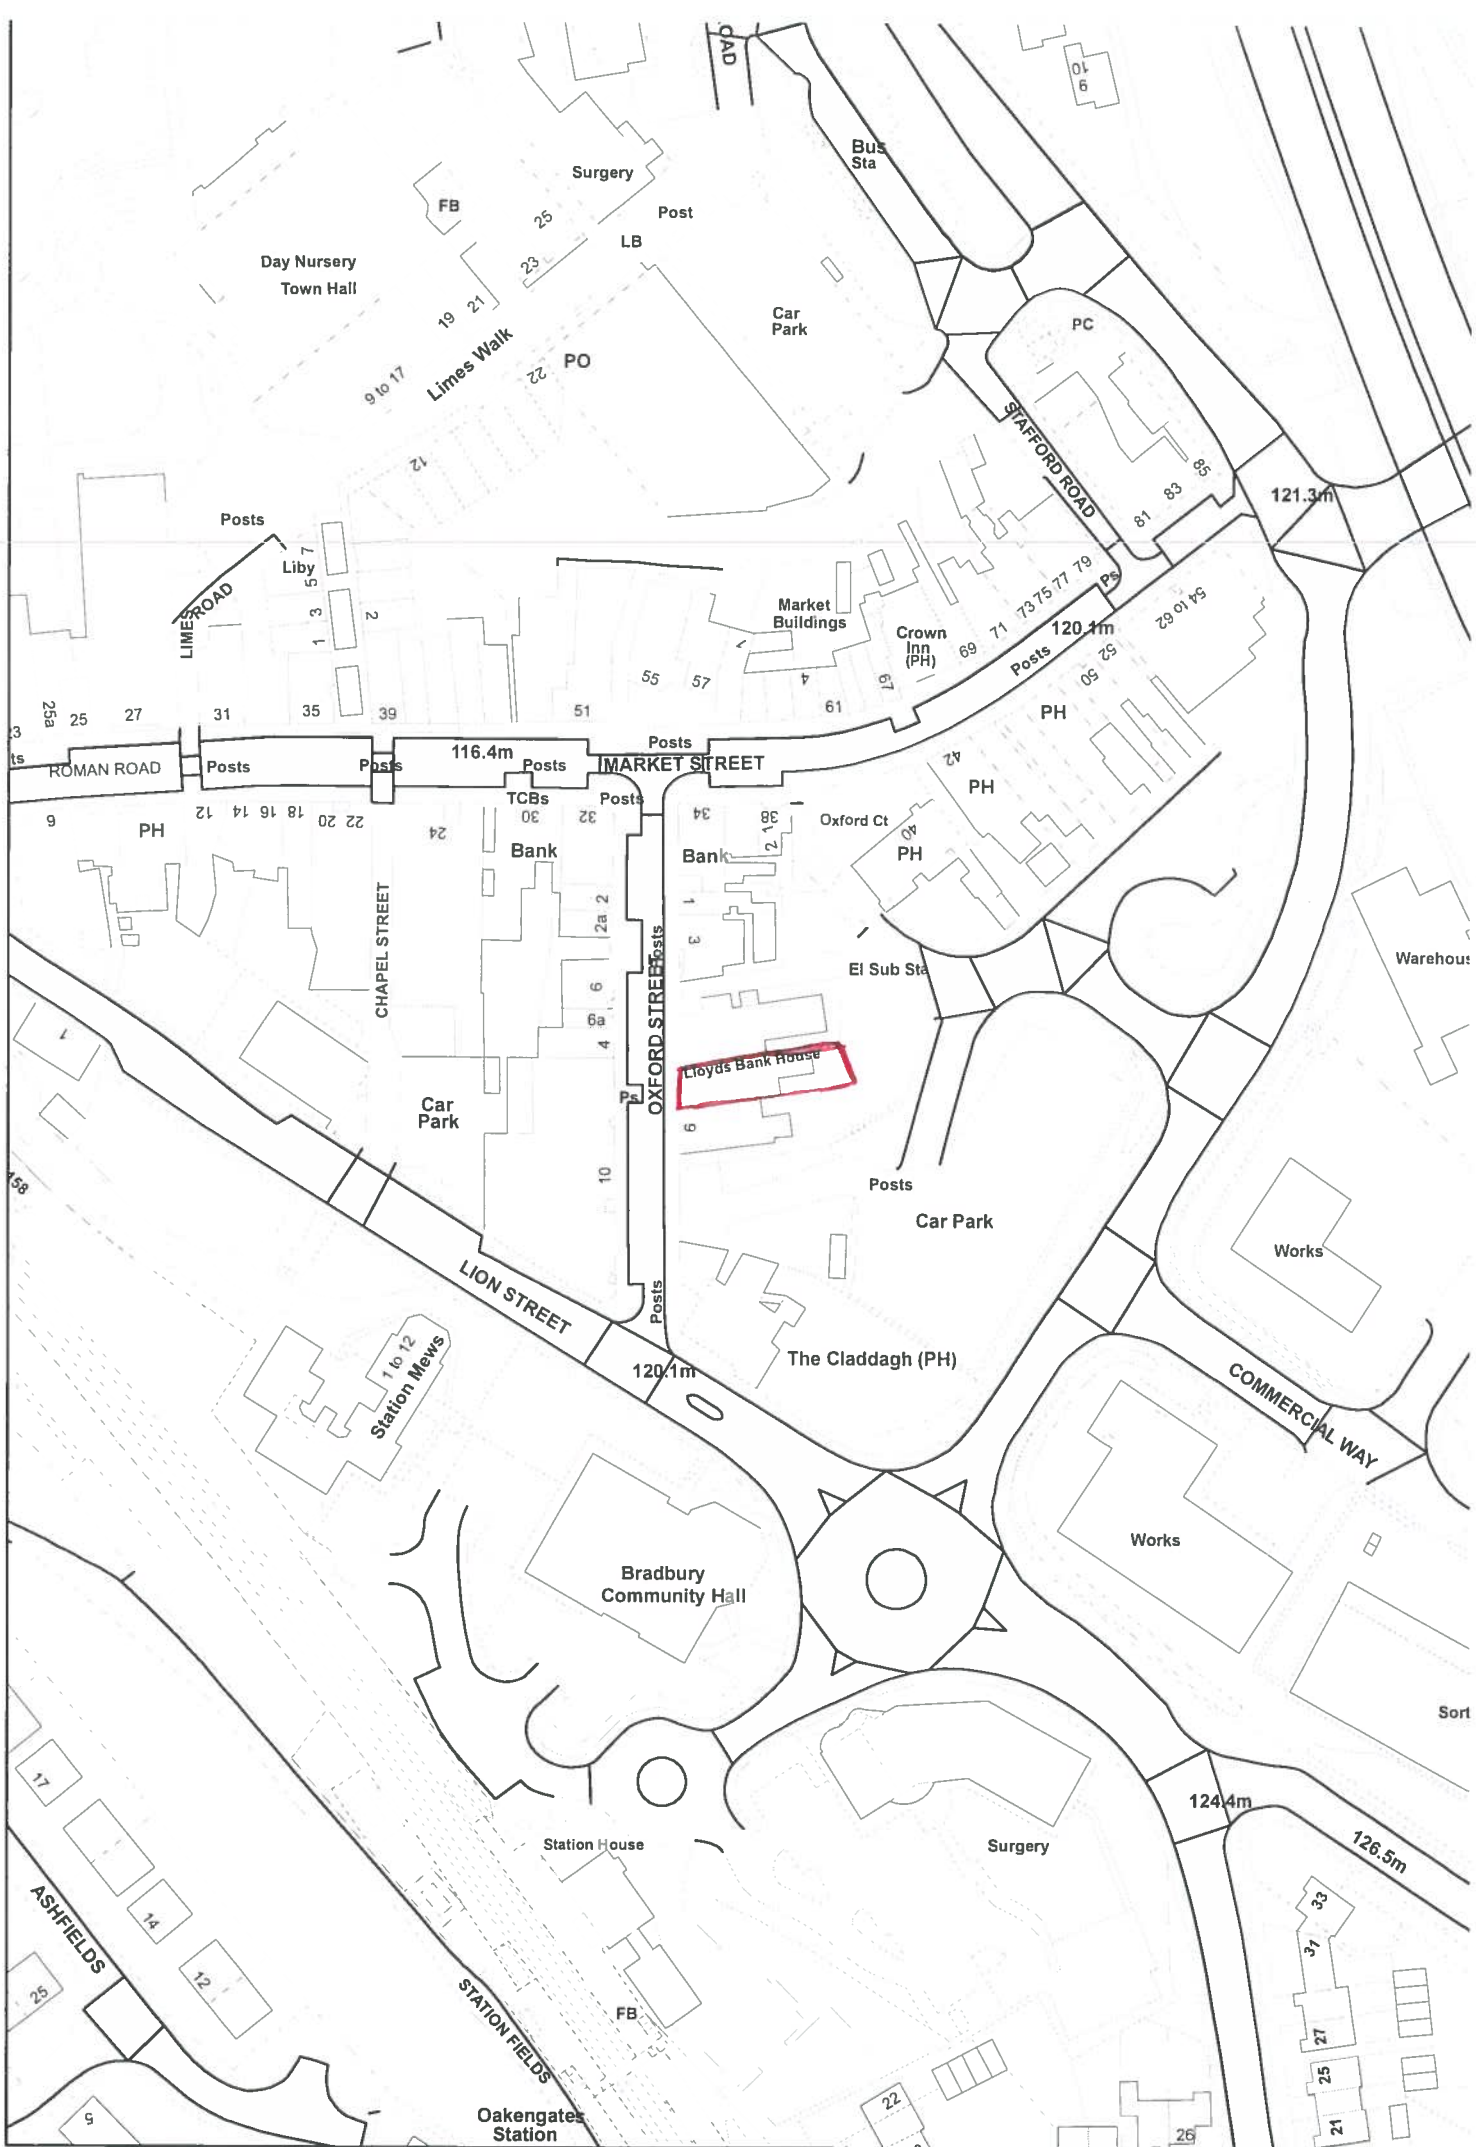 OAD
10
9
Bus
Sta
Surgery
FB
25
Post
LB
23
Day Nursery
Town Hall
19
21
Car
Park
PC
Limes Walk
9 to 17
22
PO
12
STAFFORD ROAD
85
83
81
121.3m
Posts
7
Liby
5
3
1
2
LIMES ROAD
Market
Buildings
1
4
Crown
Inn
(PH)
67
69
71
73
75
77
79
Ps
120.1m
Posts
54 to 62
52
50
PH
55
57
61
25a
25
27
31
35
39
51
ts
ROMAN ROAD
Posts
Posts
116.4m
Posts
Posts
MARKET STREET
42
PH
6
PH
12
14
16
18
20
22
24
TCBs
30
32
Posts
34
38
1
2
Oxford Ct
40
PH
Bank
Bank
CHAPEL STREET
2
2a
1
3
Posts
OXFORD STREET
6
6a
4
El Sub Sta
Warehous
1
Lloyds Bank House
Car
Park
Ps
9
10
158
Posts
Car Park
Works
LION STREET
Posts
1 to 12
Station Mews
120.1m
The Claddagh (PH)
COMMERCIAL WAY
Works
Bradbury
Community Hall
Sort
17
124.4m
126.5m
Station House
Surgery
ASHFIELDS
14
12
25
33
31
27
25
21
STATION FIELDS
FB
22
26
5
Oakengates
Station